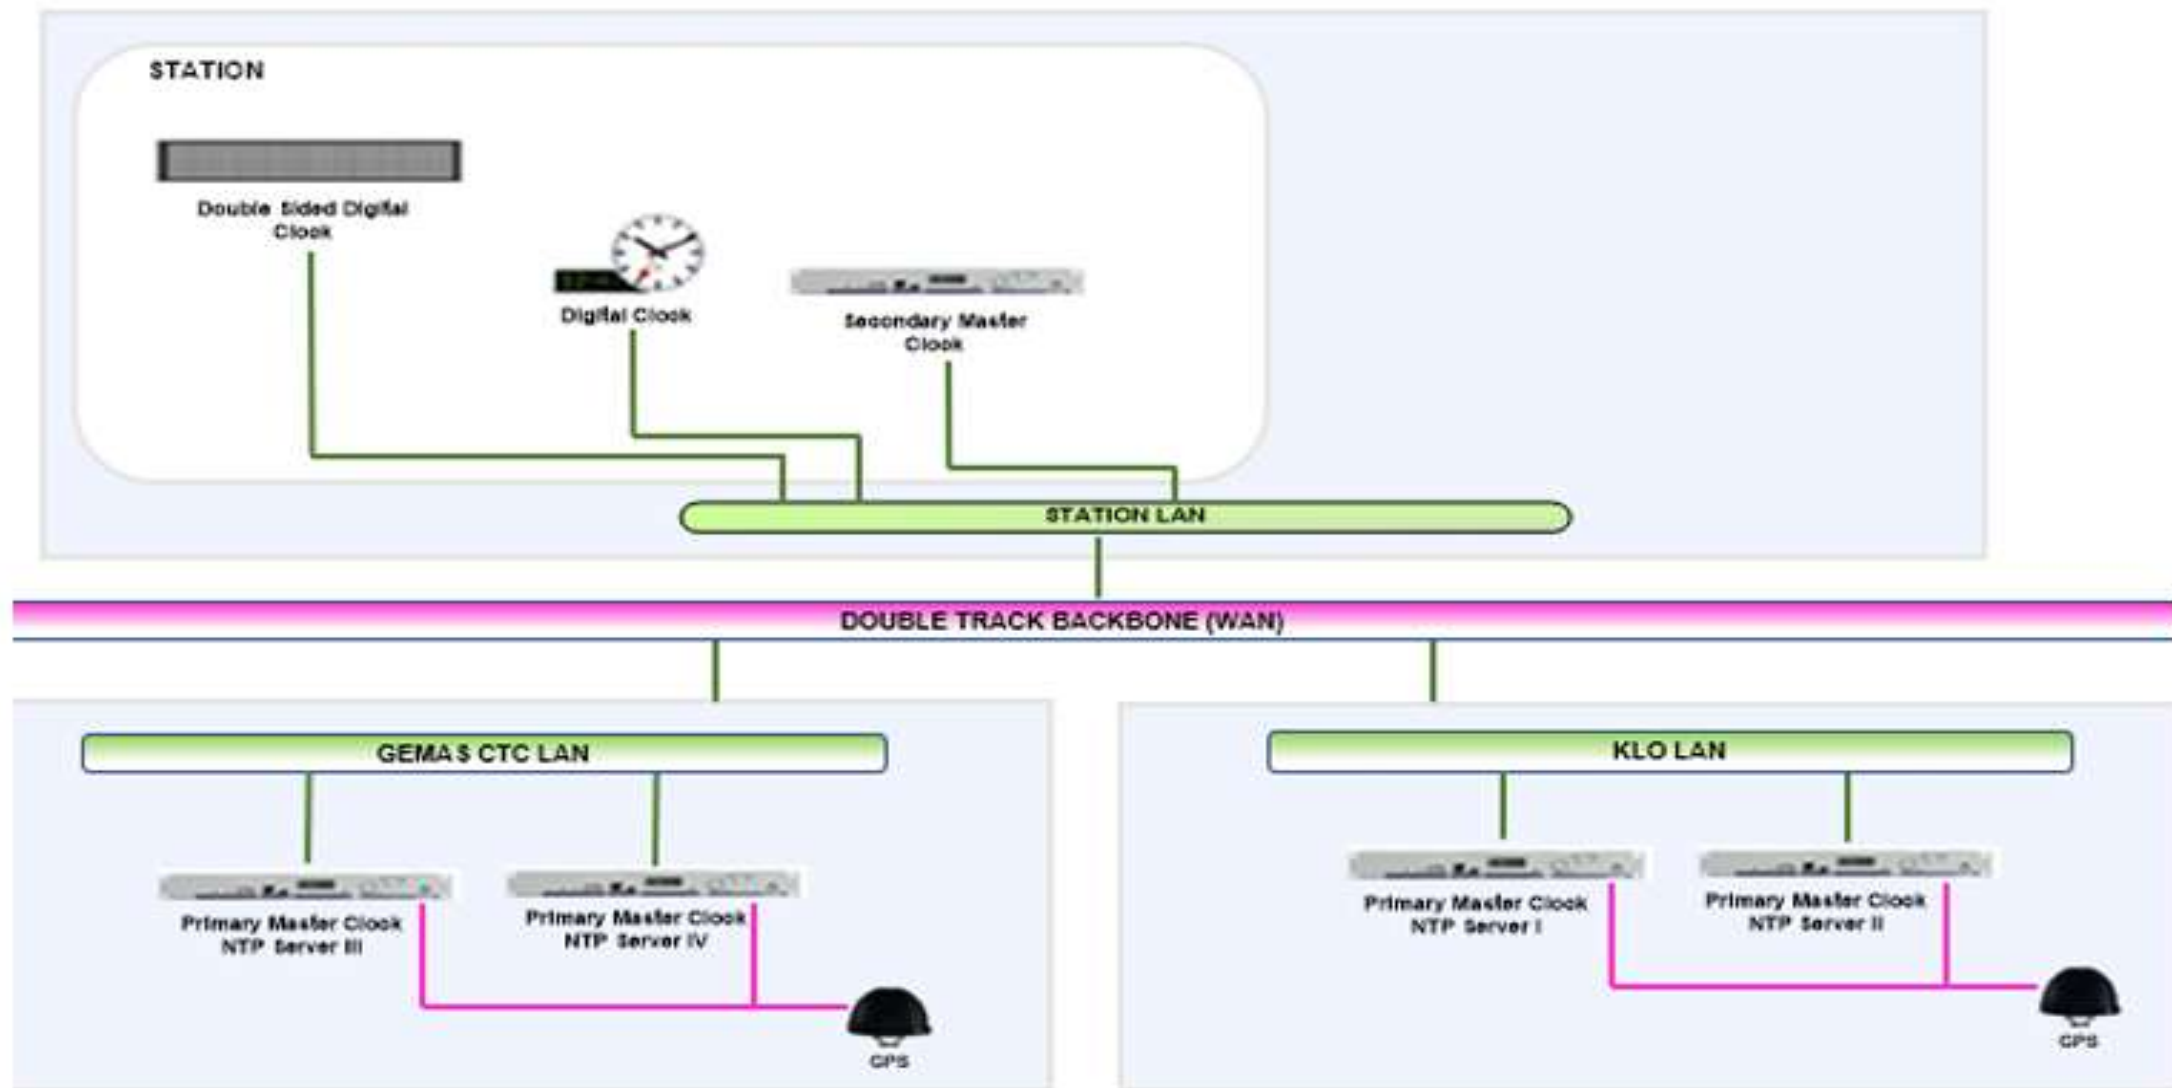 STATION
Double Sided Digital
Clock
Digital Clock
Secondary Master
Clock
STATION LAN
DOUBLE TRACK BACKBONE (WAN)
GEMAS CTC LAN
KLO LAN
Primary Master Clock
NTP Server III
Primary Master Clock
NTP Server IV
GPS
Primary Master Clock
NTP Server I
Primary Master Clock
NTP Server II
GPS